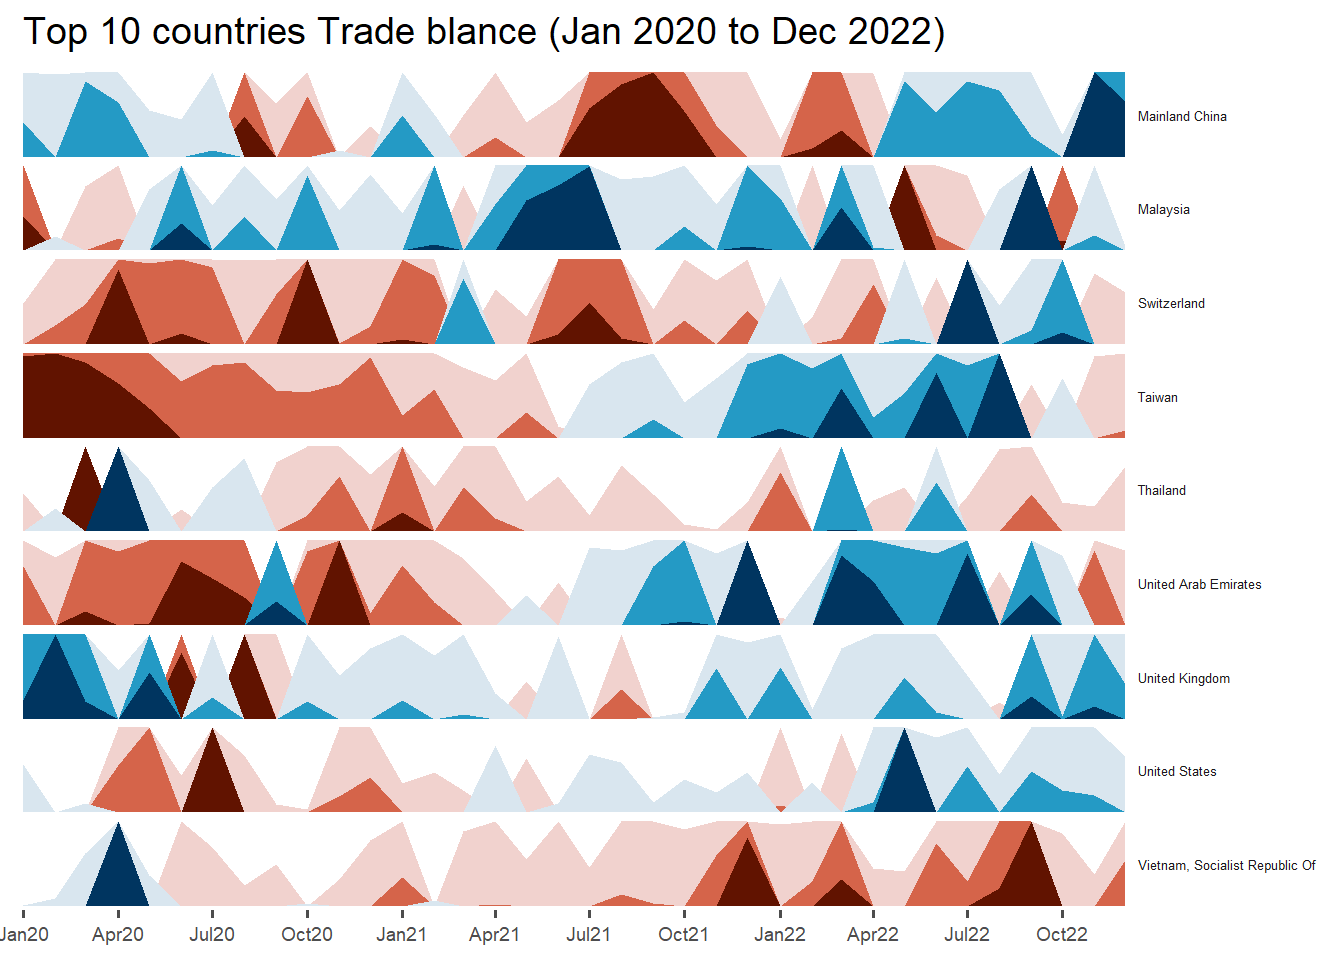 Top 10 countries Trade blance (Jan 2020 to Dec 2022)
Mainland China
Malaysia
Switzerland
Taiwan
Thailand
United Arab Emirates
United Kingdom
United States
Vietnam, Socialist Republic Of
Jan20 Apr20 Jul20 Oct20 Jan21 Apr21 Jul21 Oct21 Jan22 Apr22 Jul22 Oct22